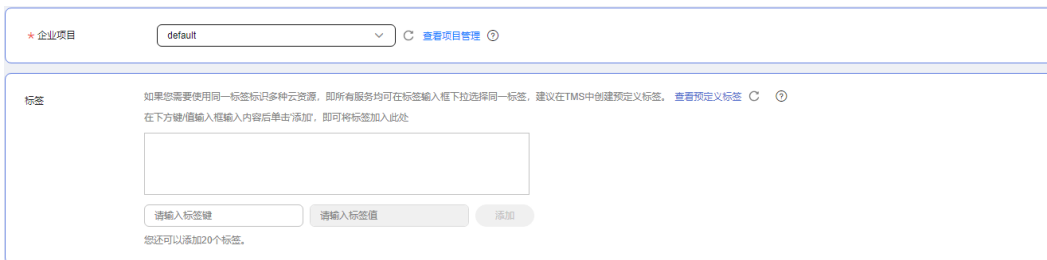 * 企业项目 default 查看项目管理
标签 如果您需要使用同一标签标识多种云资源，即所有服务均可在标签输入框下拉选择同一标签，建议在TMS中创建预定义标签。 查看预定义标签
在下方键/值输入框输入内容后单击'添加'，即可将标签加入此处
请输入标签键 请输入标签值 添加
您还可以添加20个标签。